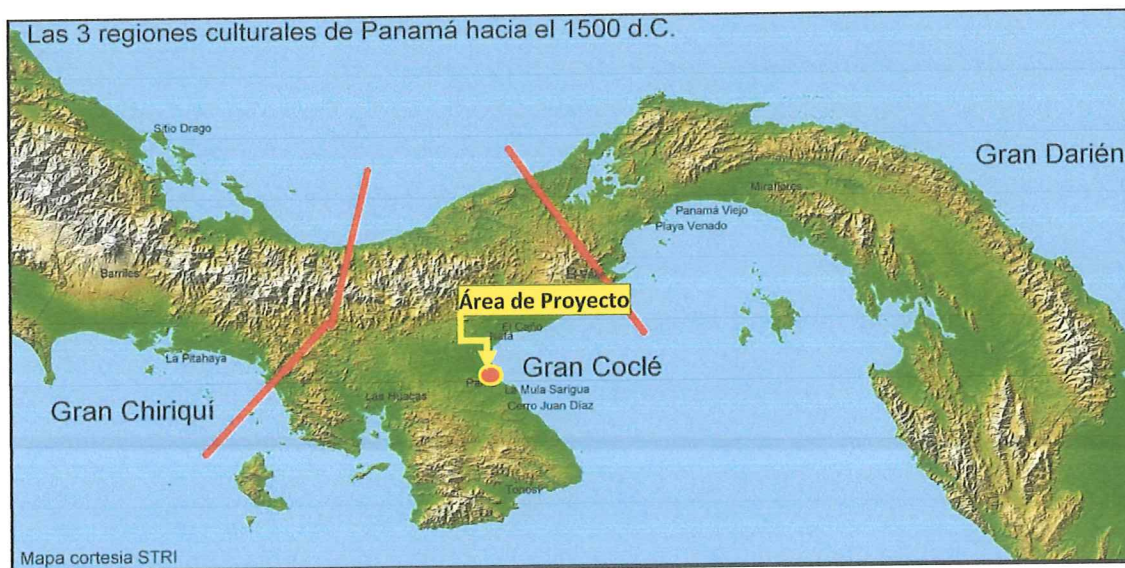 Las 3 regiones culturales de Panamá hacia el 1500 d.C.
Sitio Drago
Gran Darién
Miraflores
Panamá Viejo
Playa Venado
Barriles
Área de Proyecto
El Caño
La Pitahaya
Gran Coclé
La Mula Sarigua
Las Huacas
Cerro Juan Díaz
Gran Chiriquí
Tonosí
Mapa cortesia STRI